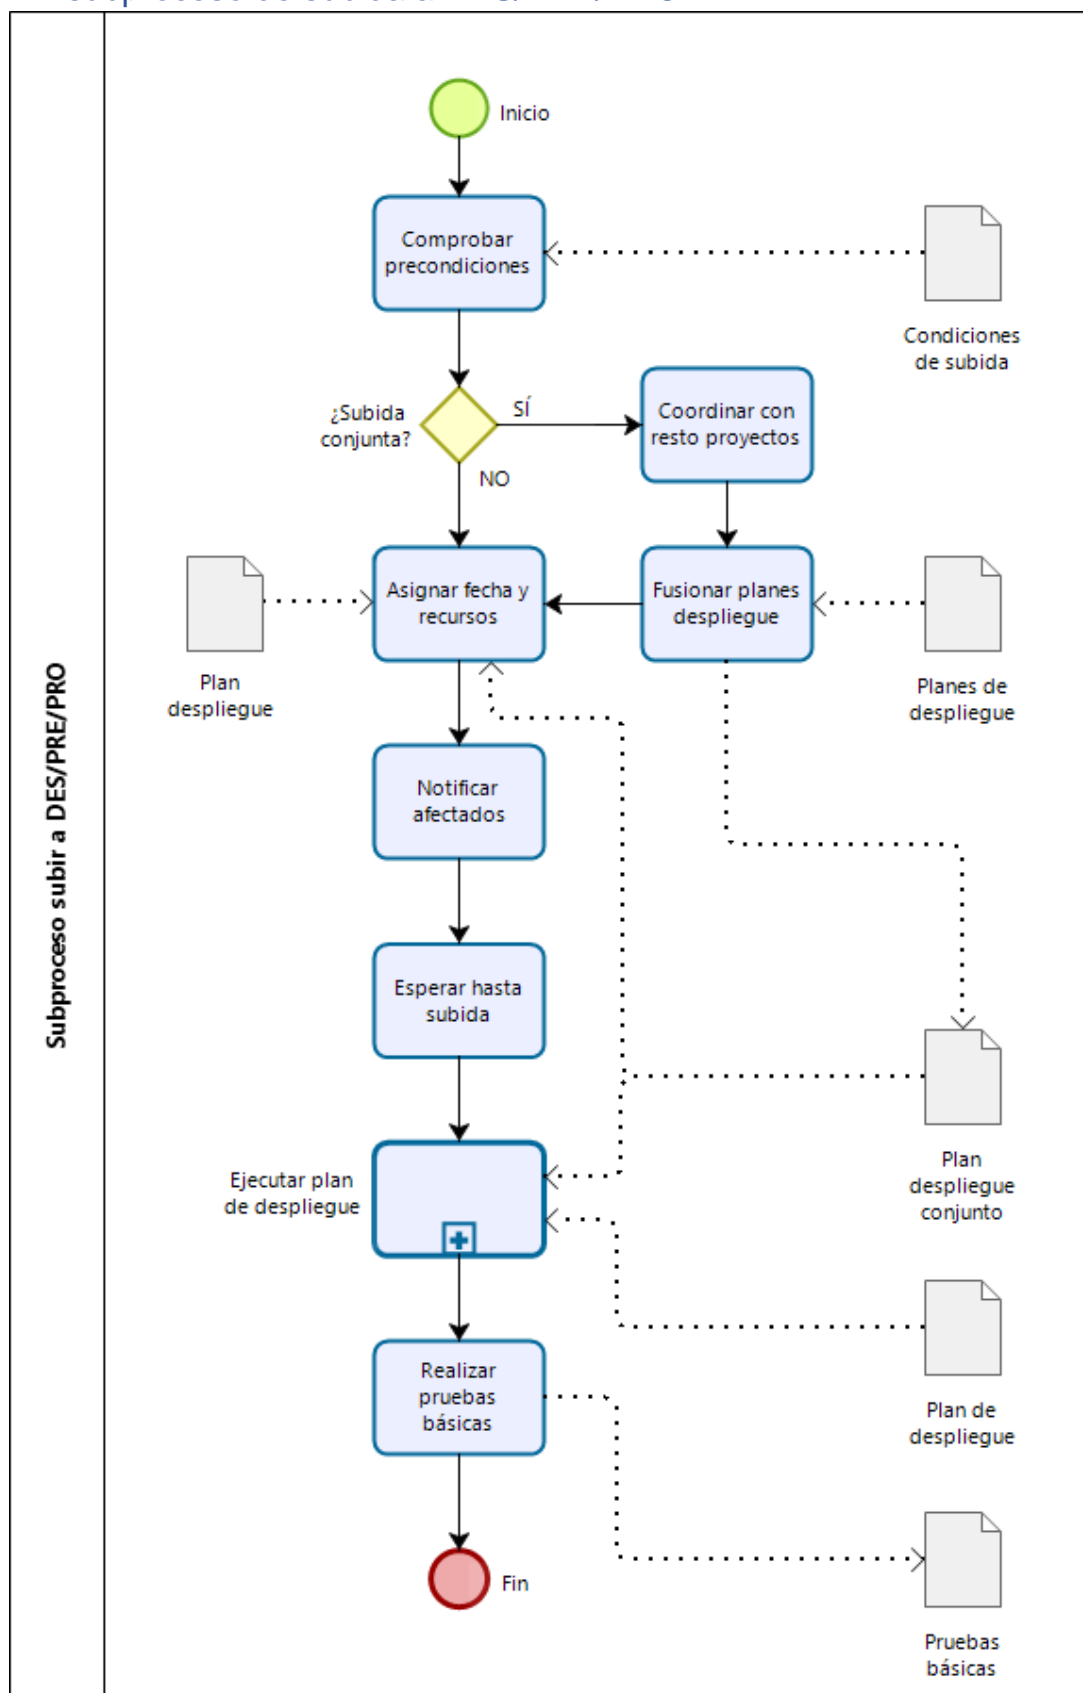 Subproceso subir a DES/PRE/PRO
Inicio
Comprobar
precondiciones
Condiciones
de subida
¿Subida
conjunta?
SÍ
NO
Coordinar con
resto proyectos
Asignar fecha y
recursos
Fusionar planes
despliegue
Plan
despliegue
Planes de
despliegue
Notificar
afectados
Esperar hasta
subida
Ejecutar plan
de despliegue
Plan
despliegue
conjunto
Realizar
pruebas
básicas
Plan de
despliegue
Fin
Pruebas
básicas